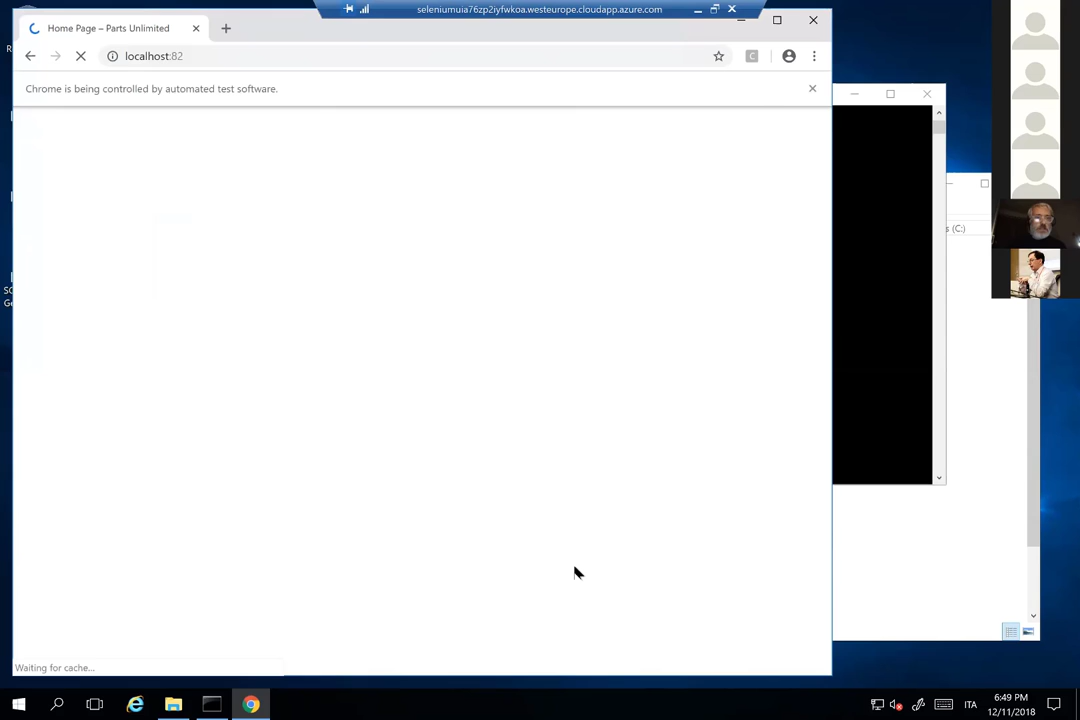 seleniumuia76zp2iyfwkoa.westeurope.cloudapp.azure.com
Home Page – Parts Unlimited
localhost:82
Chrome is being controlled by automated test software.
s (C:)
Waiting for cache...
ITA
6:49 PM
12/11/2018